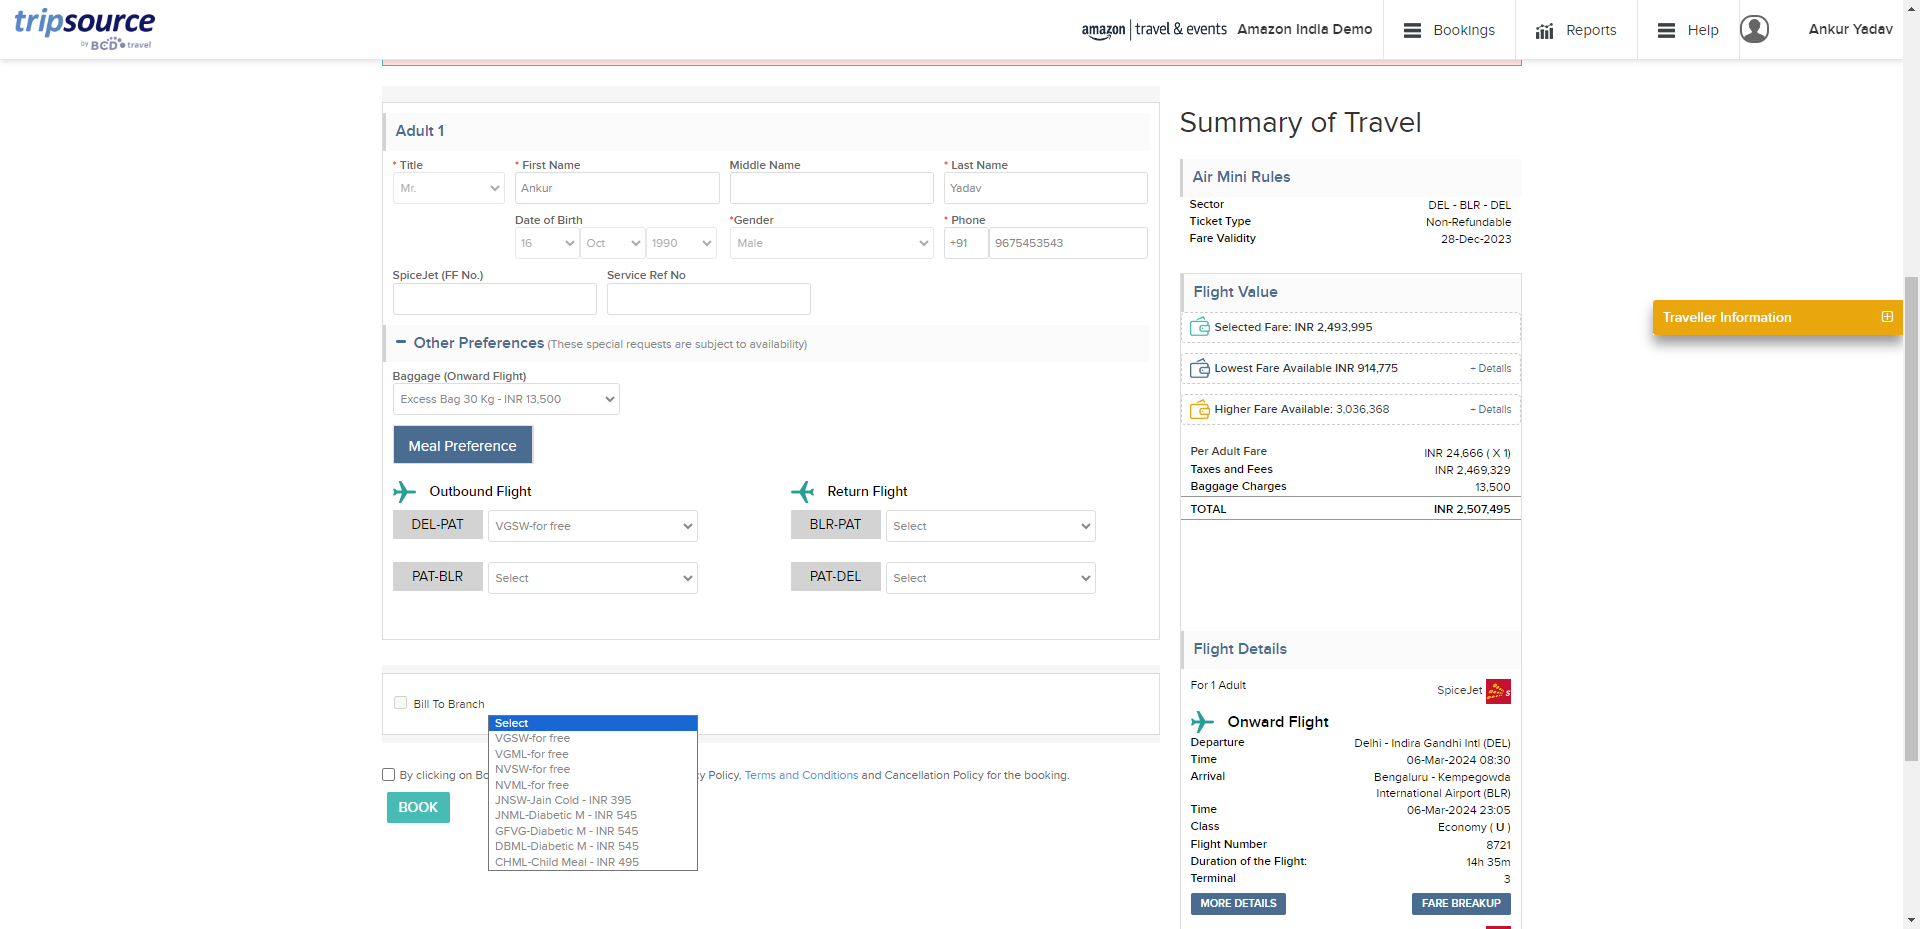 tripsource
by BCD travel
amazon | travel & events Amazon India Demo
Bookings
Reports
Help
Ankur Yadav
Adult 1
* Title
* First Name
Middle Name
* Last Name
Mr.
Ankur
Yadav
Date of Birth
*Gender
* Phone
16
Oct
1990
Male
+91
9675453543
SpiceJet (FF No.)
Service Ref No
Other Preferences (These special requests are subject to availability)
Baggage (Onward Flight)
Excess Bag 30 Kg - INR 13,500
Meal Preference
Outbound Flight
Return Flight
DEL-PAT
VGSW-for free
BLR-PAT
Select
PAT-BLR
Select
PAT-DEL
Select
Bill To Branch
Select
VGSW-for free
VGML-for free
NVSW-for free
NVML-for free
JNSW-Jain Cold - INR 395
JNML-Diabetic M - INR 545
GFVG-Diabetic M - INR 545
DBML-Diabetic M - INR 545
CHML-Child Meal - INR 495
By clicking on Bo
y Policy, Terms and Conditions and Cancellation Policy for the booking.
BOOK
Summary of Travel
Air Mini Rules
Sector DEL - BLR - DEL
Ticket Type Non-Refundable
Fare Validity 28-Dec-2023
Flight Value
Selected Fare: INR 2,493,995
Lowest Fare Available INR 914,775 + Details
Higher Fare Available: 3,036,368 + Details
Per Adult Fare INR 24,666 ( X 1)
Taxes and Fees INR 2,469,329
Baggage Charges 13,500
TOTAL INR 2,507,495
Flight Details
For 1 Adult SpiceJet
Onward Flight
Departure Delhi - Indira Gandhi Intl (DEL)
Time 06-Mar-2024 08:30
Arrival Bengaluru - Kempegowda
International Airport (BLR)
Time 06-Mar-2024 23:05
Class Economy ( U )
Flight Number 8721
Duration of the Flight: 14h 35m
Terminal 3
MORE DETAILS
FARE BREAKUP
Traveller Information